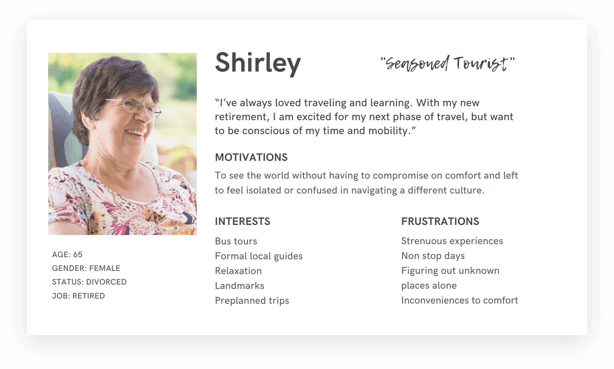 Shirley
"Seasoned Tourist"
“I’ve always loved traveling and learning. With my new
retirement, I am excited for my next phase of travel, but want
to be conscious of my time and mobility.”
MOTIVATIONS
To see the world without having to compromise on comfort and left
to feel isolated or confused in navigating a different culture.
INTERESTS
Bus tours
Formal local guides
Relaxation
Landmarks
Preplanned trips
FRUSTRATIONS
Strenuous experiences
Non stop days
Figuring out unknown
places alone
Inconveniences to comfort
AGE: 65
GENDER: FEMALE
STATUS: DIVORCED
JOB: RETIRED